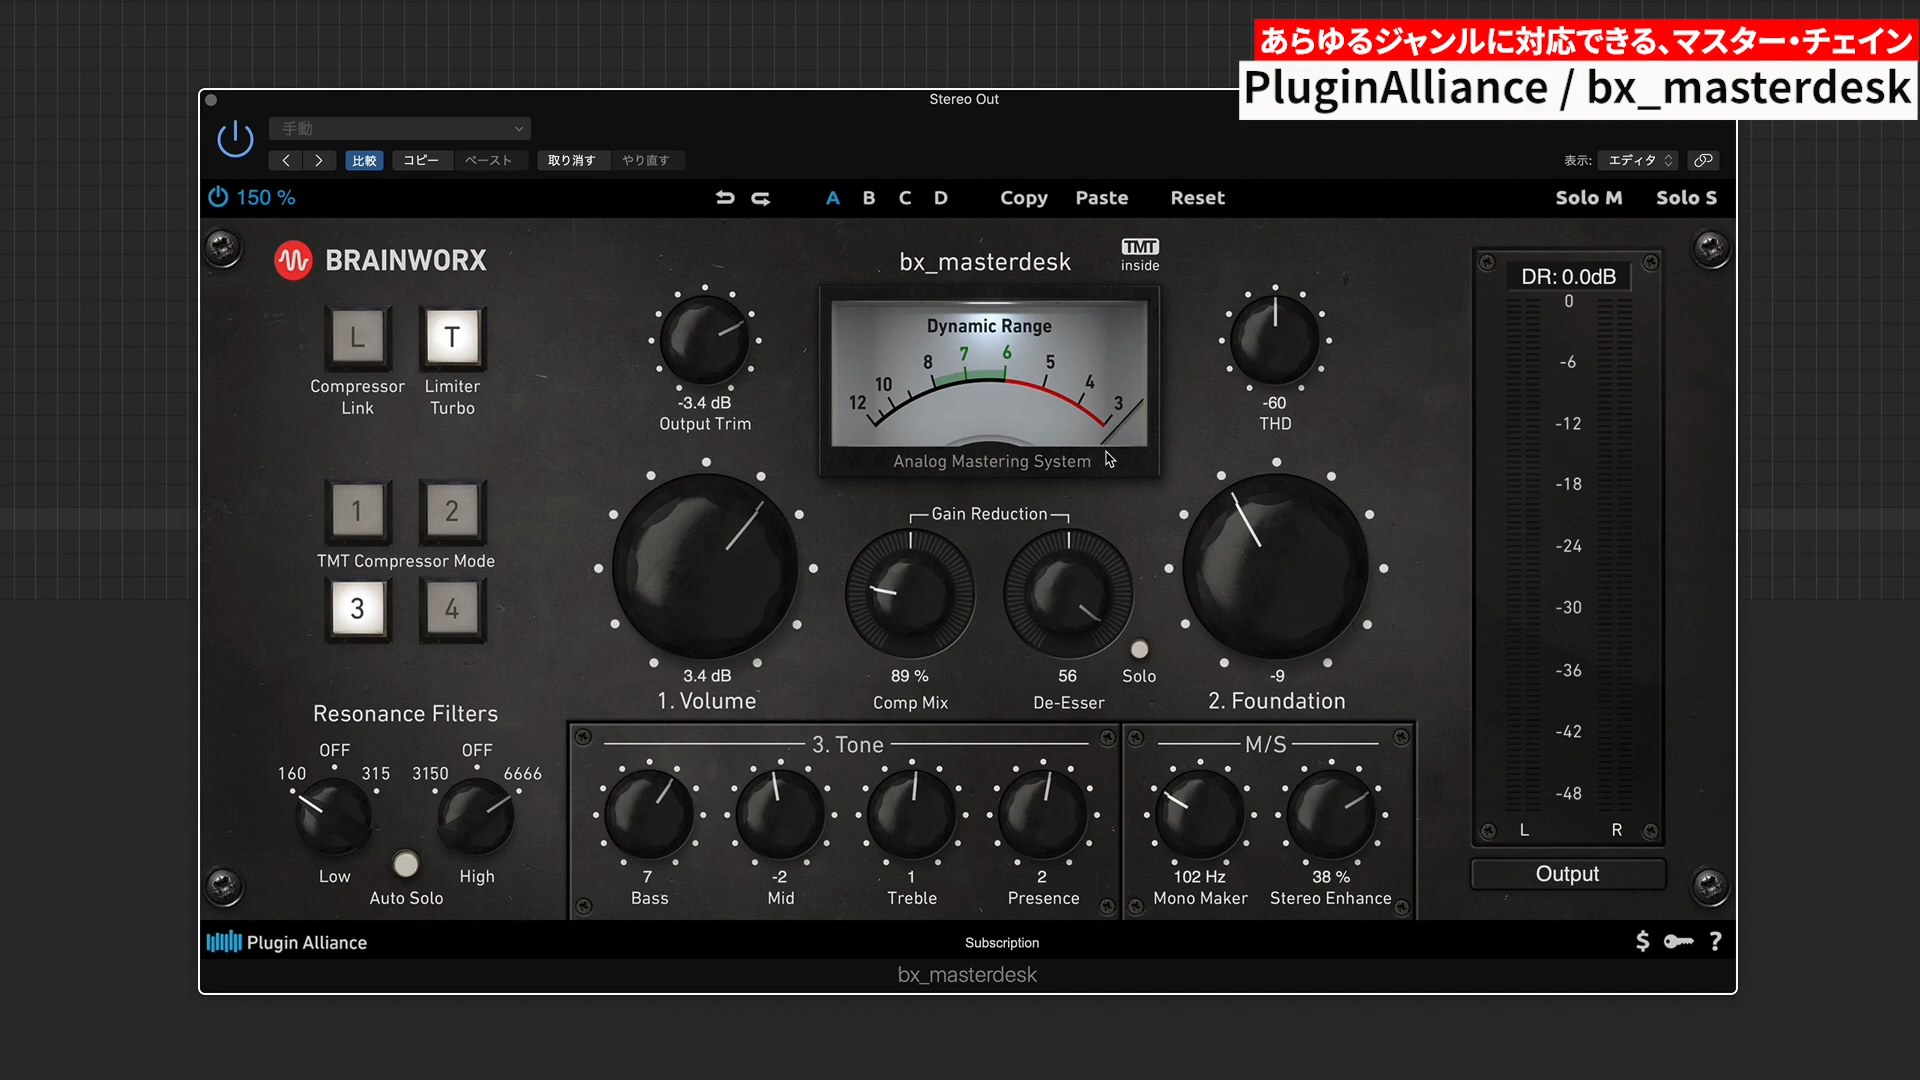 あらゆるジャンルに対応できる、マスター・チェイン
PluginAlliance / bx_masterdesk
Stereo Out
手動
比較 コピー ペースト 取り消す やり直す
表示: エディタ
150 %
A B C D Copy Paste Reset
Solo M Solo S
BRAINWORX
bx_masterdesk
TMT
inside
L
Compressor
Link
T
Limiter
Turbo
-3.4 dB
Output Trim
Dynamic Range
12 10 8 7 6 5 4 3
Analog Mastering System
-60
THD
DR: 0.0dB
0
-6
-12
-18
-24
-30
-36
-42
-48
L R
Output
1 2
TMT Compressor Mode
3 4
3.4 dB
1. Volume
Gain Reduction
89 %
Comp Mix
56
De-Esser
Solo
-9
2. Foundation
Resonance Filters
OFF
160 315
Low
OFF
3150 6666
High
Auto Solo
3. Tone
7
Bass
-2
Mid
1
Treble
2
Presence
M/S
102 Hz
Mono Maker
38 %
Stereo Enhance
Plugin Alliance
Subscription
$ ?
bx_masterdesk